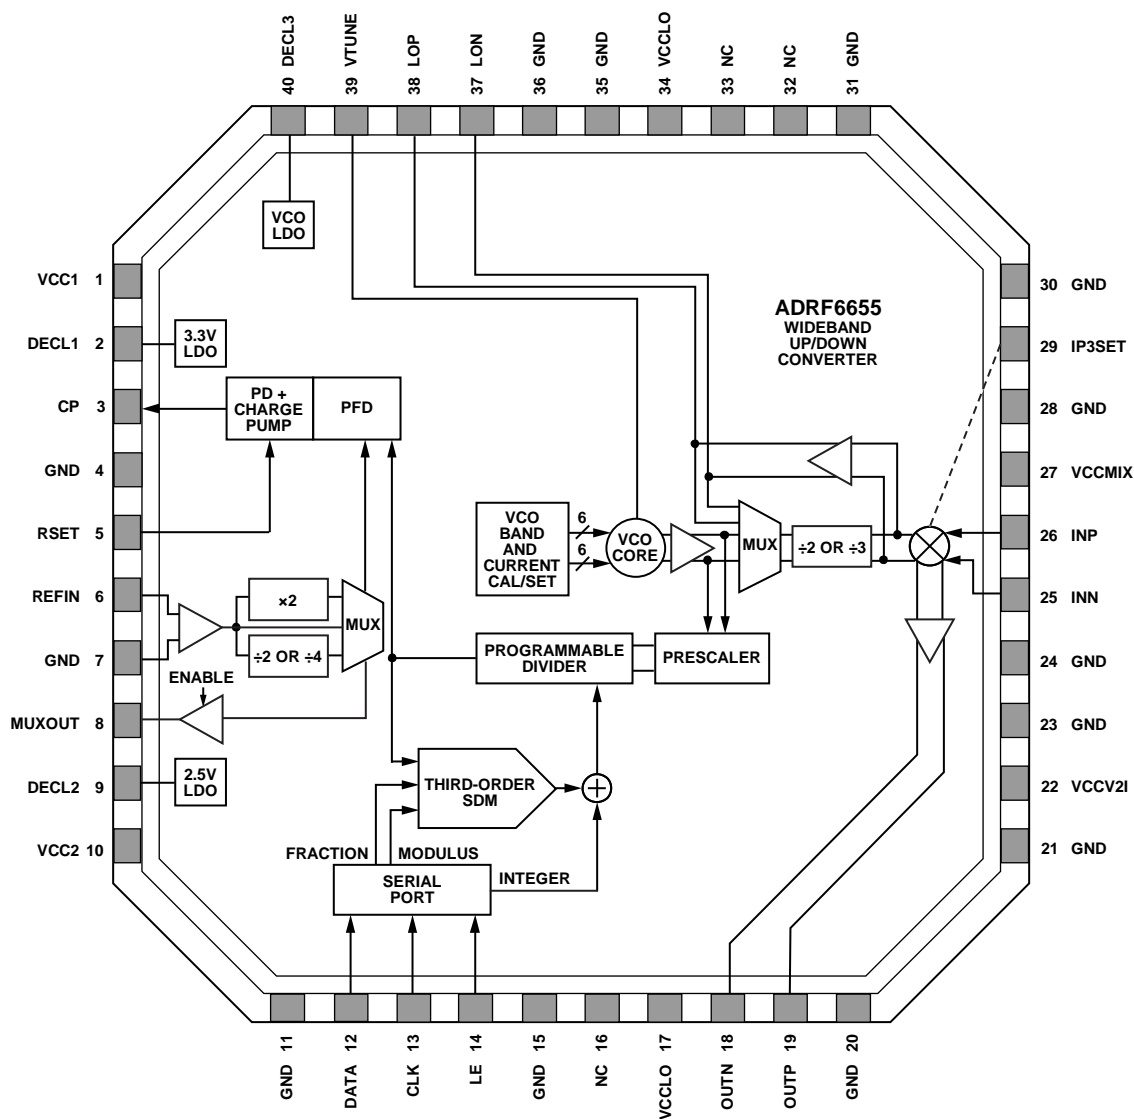 40 DECL3
39 VTUNE
38 LOP
37 LON
36 GND
35 GND
34 VCCLO
33 NC
32 NC
31 GND
VCO
LDO
VCC1 1
DECL1 2
3.3V
LDO
CP 3
PD +
CHARGE
PUMP
PFD
GND 4
RSET 5
REFIN 6
×2
MUX
÷2 OR ÷4
GND 7
ENABLE
MUXOUT 8
DECL2 9
2.5V
LDO
VCC2 10
ADRF6655
WIDEBAND
UP/DOWN
CONVERTER
30 GND
29 IP3SET
28 GND
27 VCCMIX
26 INP
25 INN
24 GND
23 GND
22 VCCV2I
21 GND
VCO
BAND
AND
CURRENT
CAL/SET
6
6
VCO
CORE
MUX
÷2 OR ÷3
PROGRAMMABLE
DIVIDER
PRESCALER
THIRD-ORDER
SDM
+
FRACTION
MODULUS
SERIAL
PORT
INTEGER
GND 11
DATA 12
CLK 13
LE 14
GND 15
NC 16
VCCLO 17
OUTN 18
OUTP 19
GND 20